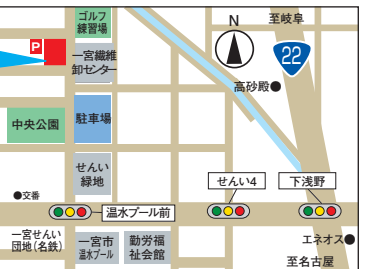 ゴルフ
練習場
N
至岐阜
P
一宮繊維
卸センター
22
高砂殿●
中央公園
駐車場
せんい
緑地
せんい4
下浅野
●交番
温水プール前
一宮せんい
団地(名鉄)
一宮市
温水プール
勤労福
祉会館
エネオス●
至名古屋